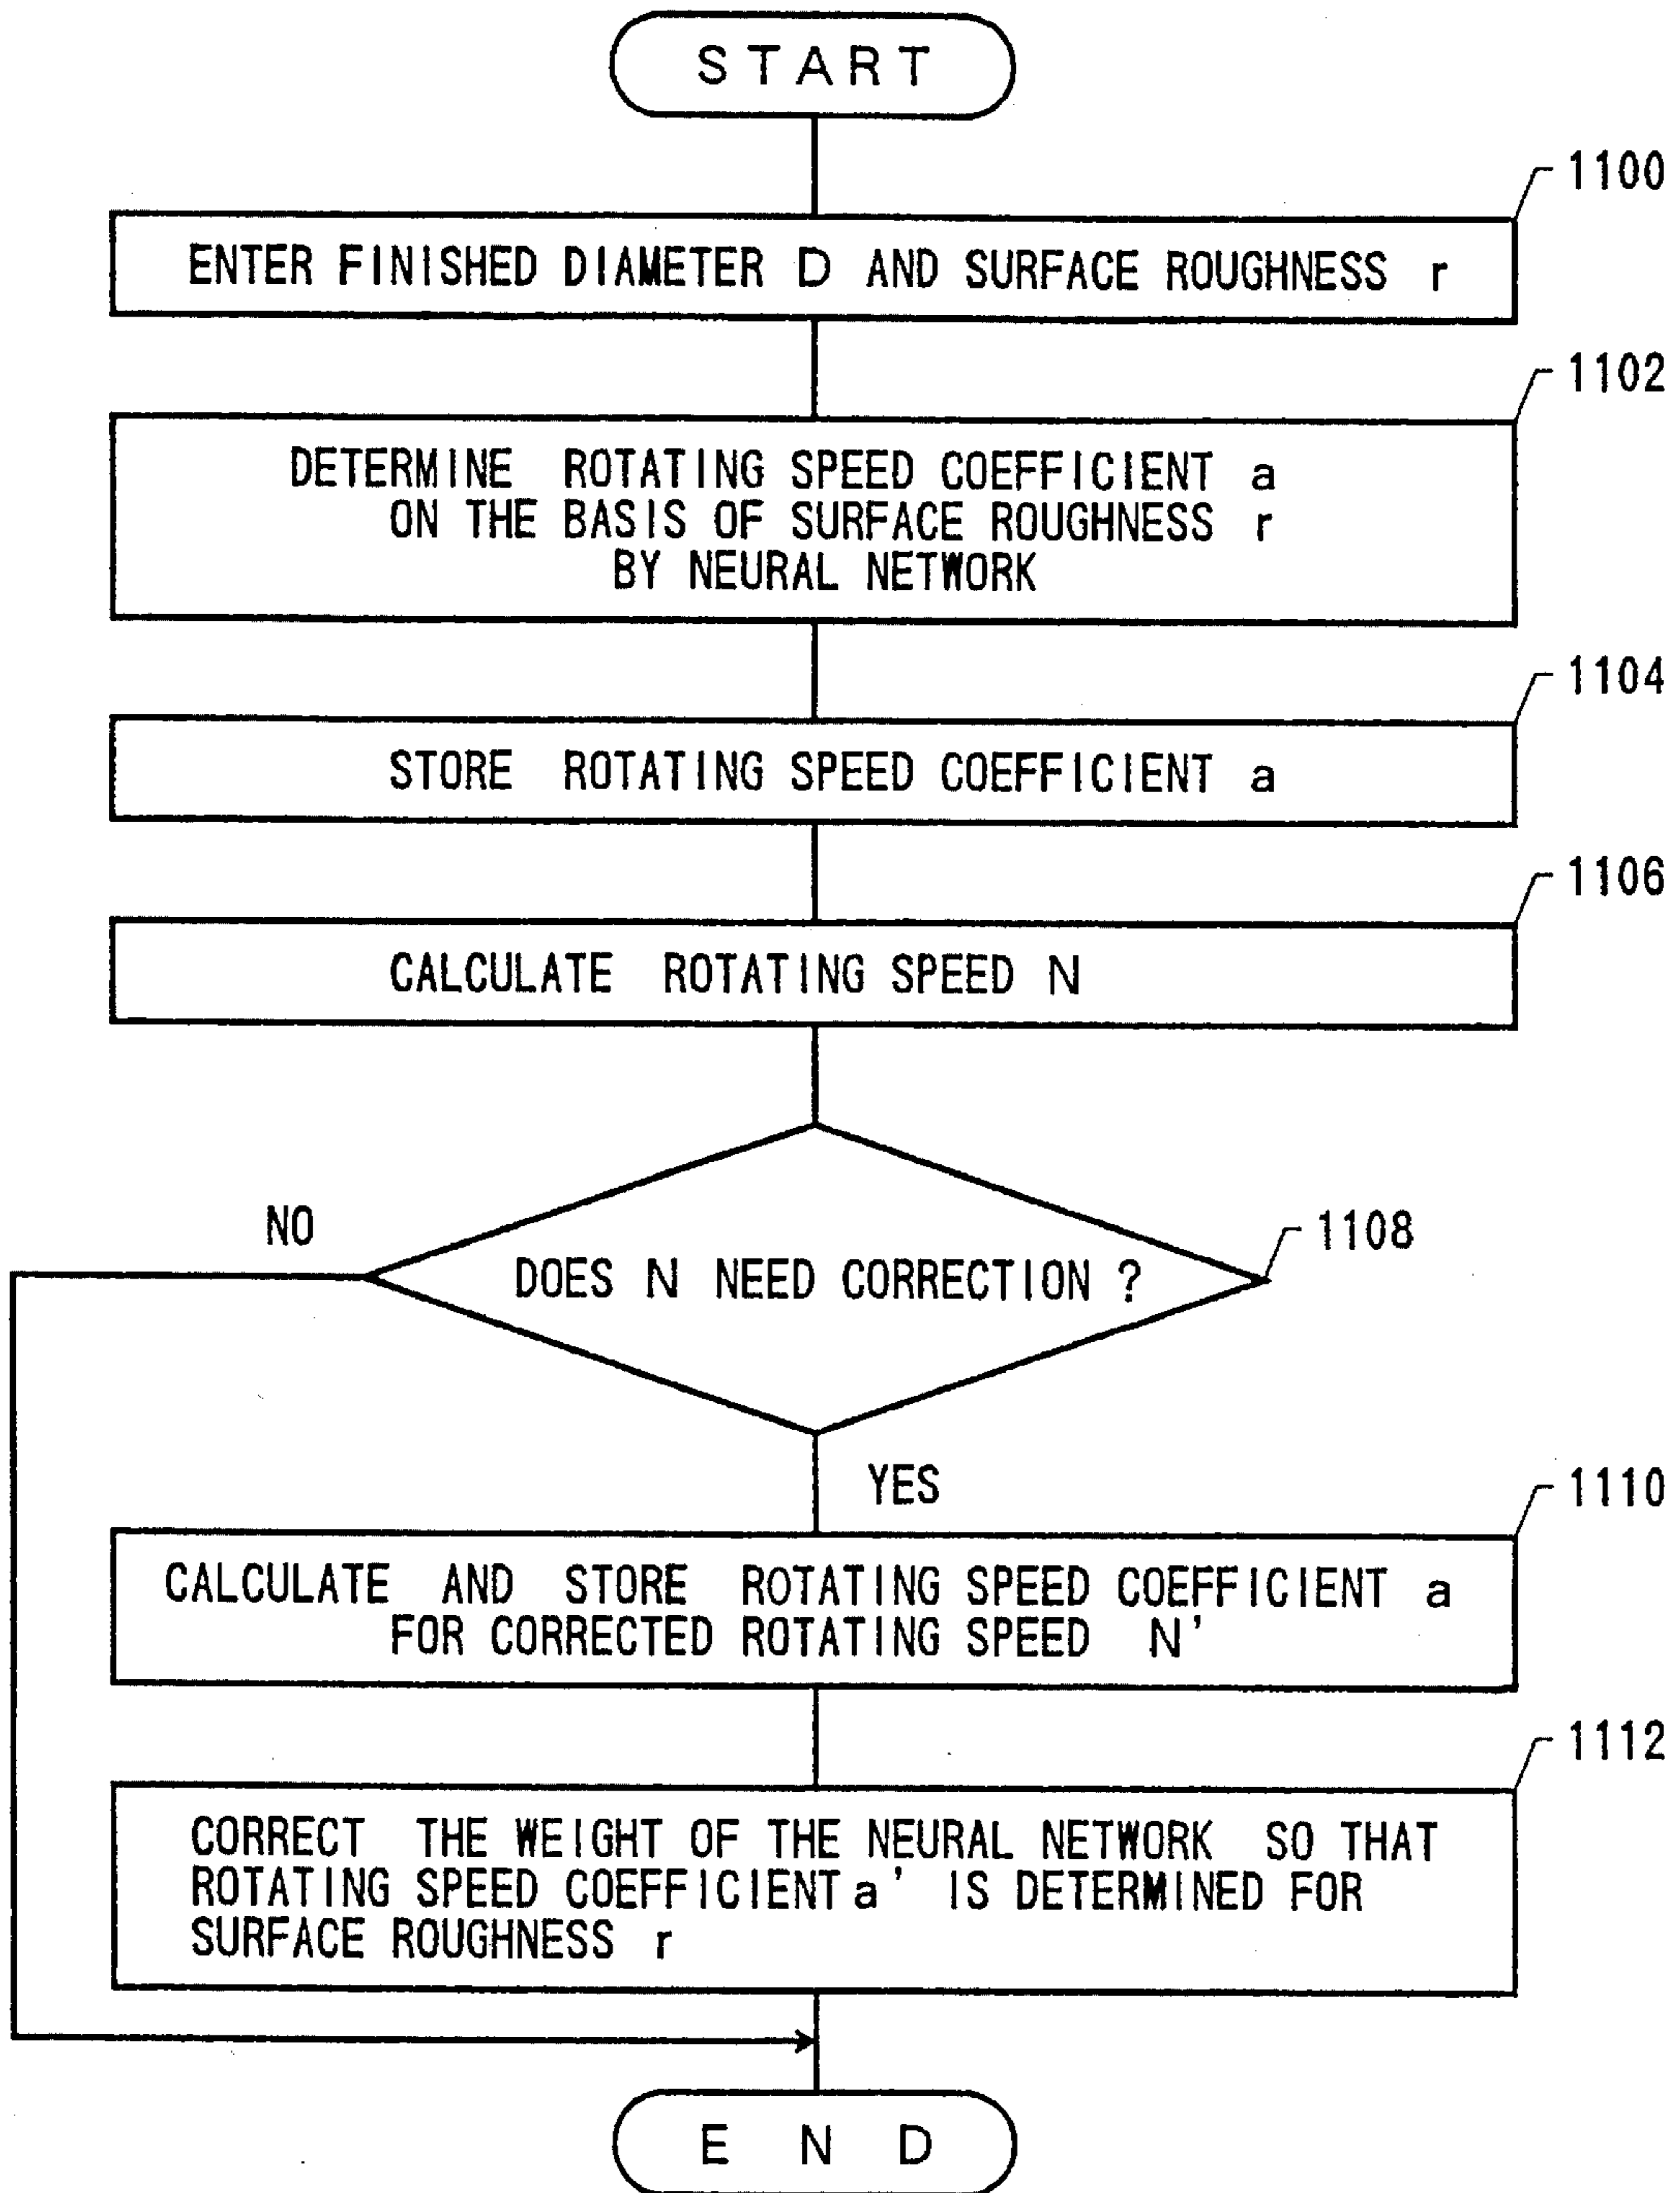 START
1100
ENTER FINISHED DIAMETER D AND SURFACE ROUGHNESS r
1102
DETERMINE ROTATING SPEED COEFFICIENT a
ON THE BASIS OF SURFACE ROUGHNESS r
BY NEURAL NETWORK
1104
STORE ROTATING SPEED COEFFICIENT a
1106
CALCULATE ROTATING SPEED N
NO
1108
DOES N NEED CORRECTION ?
YES
1110
CALCULATE AND STORE ROTATING SPEED COEFFICIENT a
FOR CORRECTED ROTATING SPEED N'
1112
CORRECT THE WEIGHT OF THE NEURAL NETWORK SO THAT
ROTATING SPEED COEFFICIENT a' IS DETERMINED FOR
SURFACE ROUGHNESS r
END